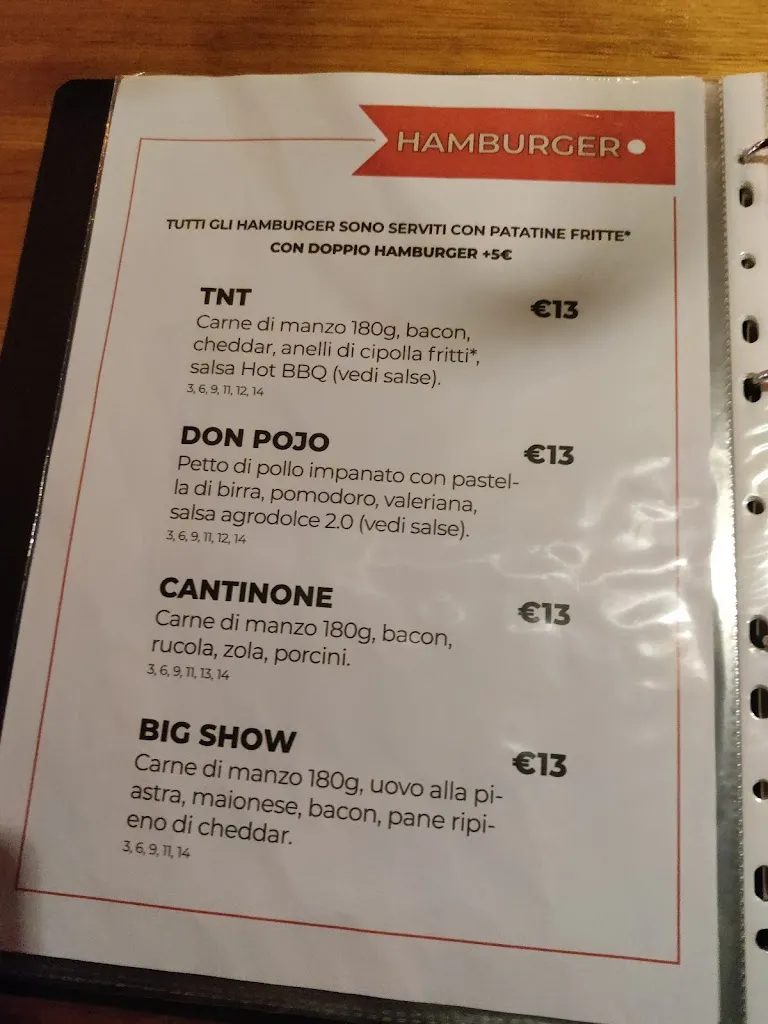 HAMBURGER
TUTTI GLI HAMBURGER SONO SERVITI CON PATATINE FRITTE*
CON DOPPIO HAMBURGER +5€
TNT €13
Carne di manzo 180g, bacon,
cheddar, anelli di cipolla fritti*,
salsa Hot BBQ (vedi salse).
3, 6, 9, 11, 12, 14
DON POJO €13
Petto di pollo impanato con pastel-
la di birra, pomodoro, valeriana,
salsa agrodolce 2.0 (vedi salse).
3, 6, 9, 11, 12, 14
CANTINONE €13
Carne di manzo 180g, bacon,
rucola, zola, porcini.
3, 6, 9, 11, 13, 14
BIG SHOW €13
Carne di manzo 180g, uovo alla pi-
astra, maionese, bacon, pane ripi-
eno di cheddar.
3, 6, 9, 11, 14